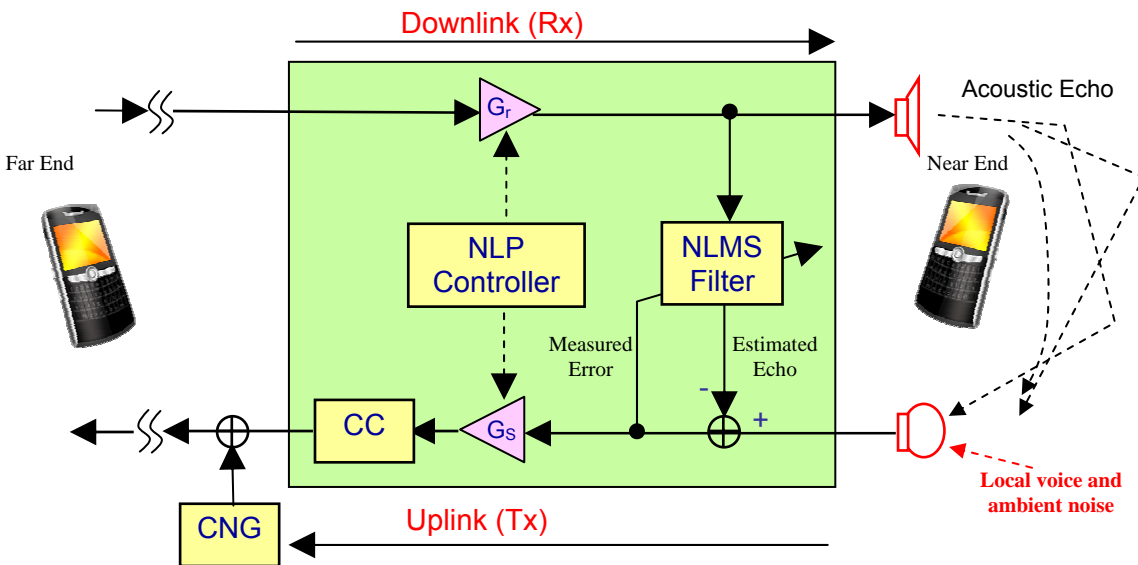 Downlink (Rx)
Acoustic Echo
Gr
Far End
Near End
NLP
Controller
NLMS
Filter
Measured
Error
Estimated
Echo
-
+
CC
GS
Local voice and
ambient noise
CNG
Uplink (Tx)